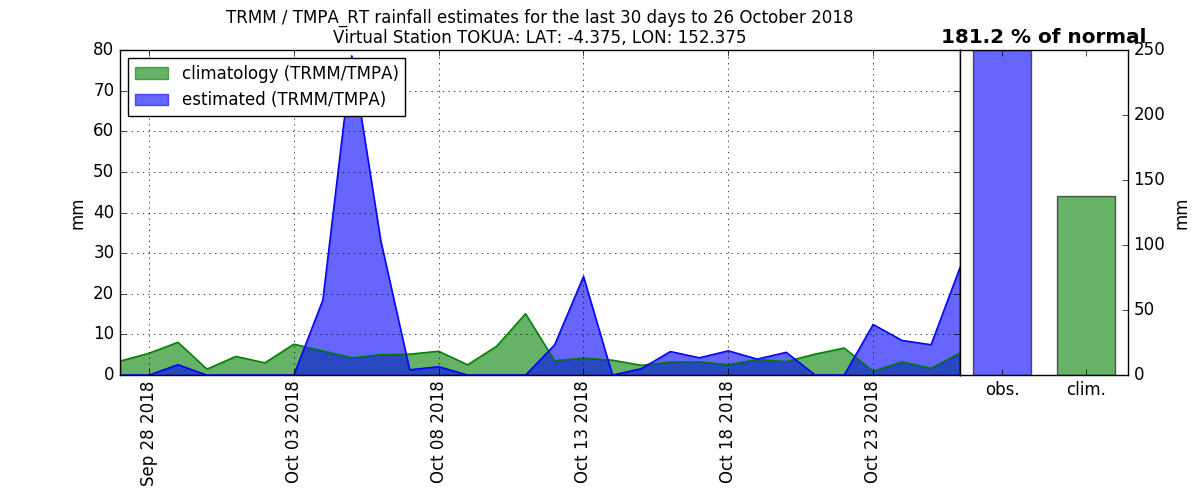 TRMM / TMPA_RT rainfall estimates for the last 30 days to 26 October 2018
Virtual Station TOKUA: LAT: -4.375, LON: 152.375
181.2 % of normal
climatology (TRMM/TMPA)
estimated (TRMM/TMPA)
mm
80
70
60
50
40
30
20
10
0
Sep 28 2018
Oct 03 2018
Oct 08 2018
Oct 13 2018
Oct 18 2018
Oct 23 2018
obs.
clim.
250
200
150
100
50
0
mm